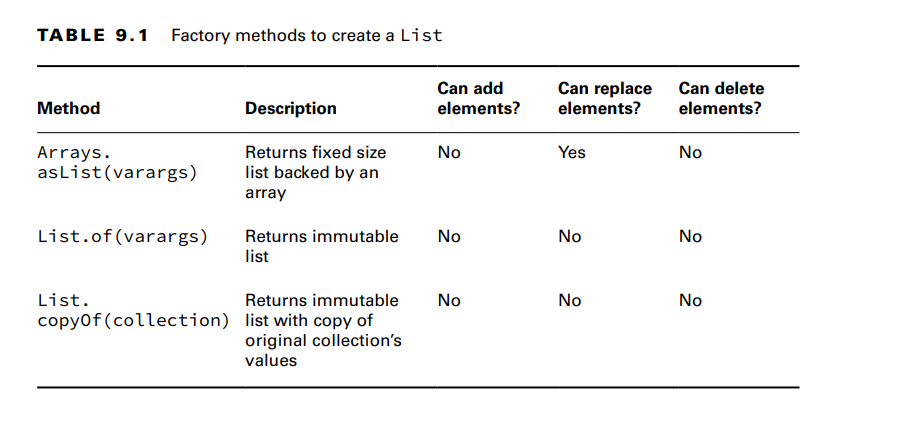 TABLE 9.1 Factory methods to create a List
Can add Can replace Can delete
Method Description elements? elements? elements?
Arrays. Returns fixed size No Yes No
asList(varargs) list backed by an
array
List.of(varargs) Returns immutable No No No
list
List. Returns immutable No No No
copyOf(collection) list with copy of
original collection’s
values